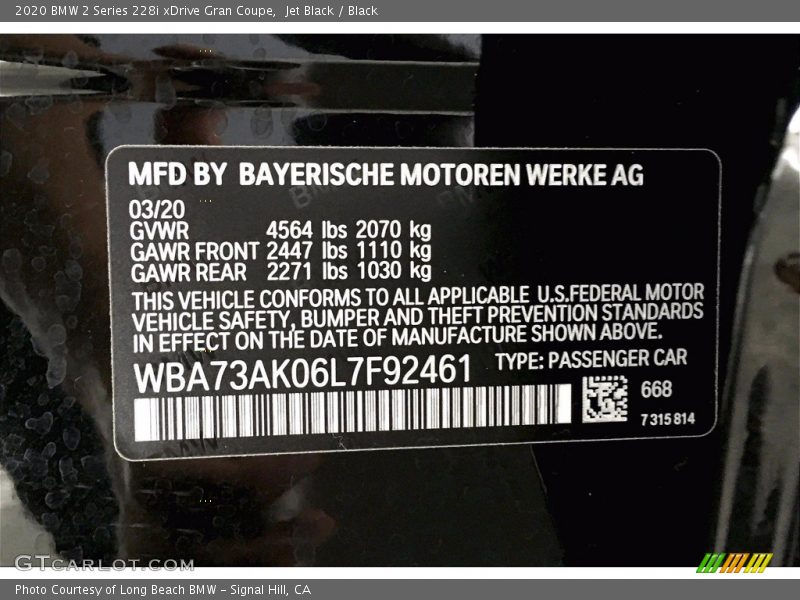 2020 BMW 2 Series 228i xDrive Gran Coupe,  Jet Black / Black
MFD BY BAYERISCHE MOTOREN WERKE AG
03/20
GVWR 4564 lbs 2070 kg
GAWR FRONT 2447 lbs 1110 kg
GAWR REAR 2271 lbs 1030 kg
THIS VEHICLE CONFORMS TO ALL APPLICABLE U.S.FEDERAL MOTOR
VEHICLE SAFETY, BUMPER AND THEFT PREVENTION STANDARDS
IN EFFECT ON THE DATE OF MANUFACTURE SHOWN ABOVE.
WBA73AK06L7F92461 TYPE: PASSENGER CAR
668
7 315 814
GTCARLOT.COM
Photo Courtesy of Long Beach BMW - Signal Hill, CA